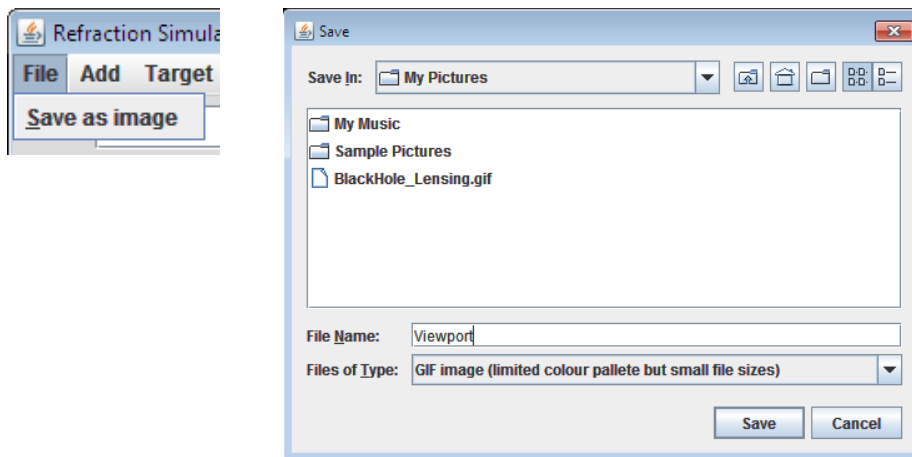 Refraction Simula
File Add Target
Save as image
Save
Save In: My Pictures
My Music
Sample Pictures
BlackHole_Lensing.gif
File Name: Viewport
Files of Type: GIF image (limited colour pallete but small file sizes)
Save Cancel